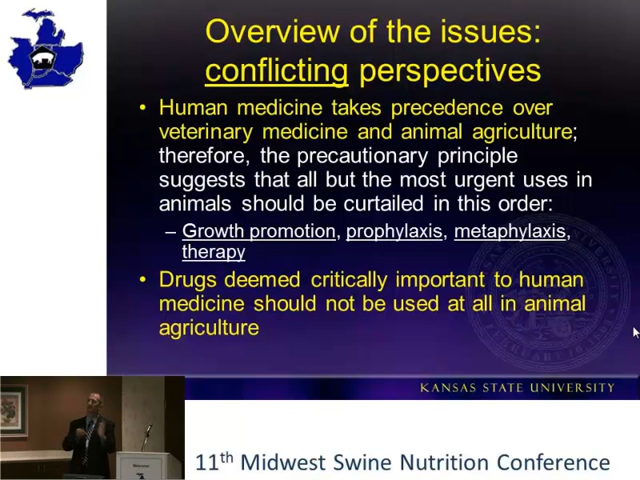 Overview of the issues:
conflicting perspectives
• Human medicine takes precedence over
veterinary medicine and animal agriculture;
therefore, the precautionary principle
suggests that all but the most urgent uses in
animals should be curtailed in this order:
– Growth promotion, prophylaxis, metaphylaxis,
therapy
• Drugs deemed critically important to human
medicine should not be used at all in animal
agriculture
KANSAS STATE UNIVERSITY
11th Midwest Swine Nutrition Conference